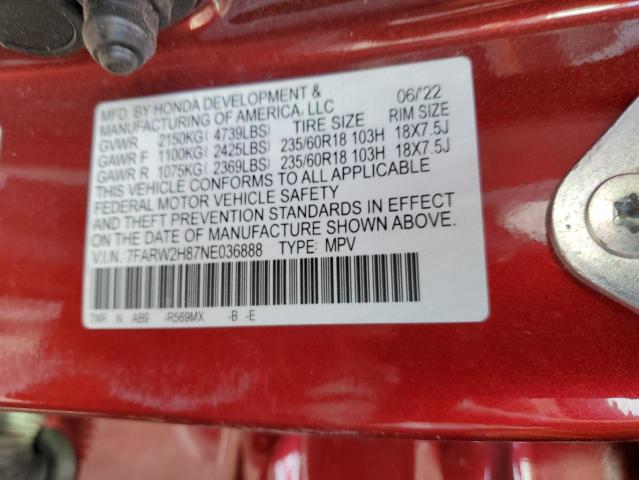 MFD. BY HONDA DEVELOPMENT &
MANUFACTURING OF AMERICA, LLC 06/'22
GVWR 2150KG( 4739LBS) TIRE SIZE RIM SIZE
GAWR F 1100KG( 2425LBS) 235/60R18 103H 18X7.5J
GAWR R 1075KG( 2369LBS) 235/60R18 103H 18X7.5J
THIS VEHICLE CONFORMS TO ALL APPLICABLE
FEDERAL MOTOR VEHICLE SAFETY
AND THEFT PREVENTION STANDARDS IN EFFECT
ON THE DATE OF MANUFACTURE SHOWN ABOVE.
V.I.N.: 7FARW2H87NE036888 TYPE: MPV
TNR N AB9 -R569MX -B -E